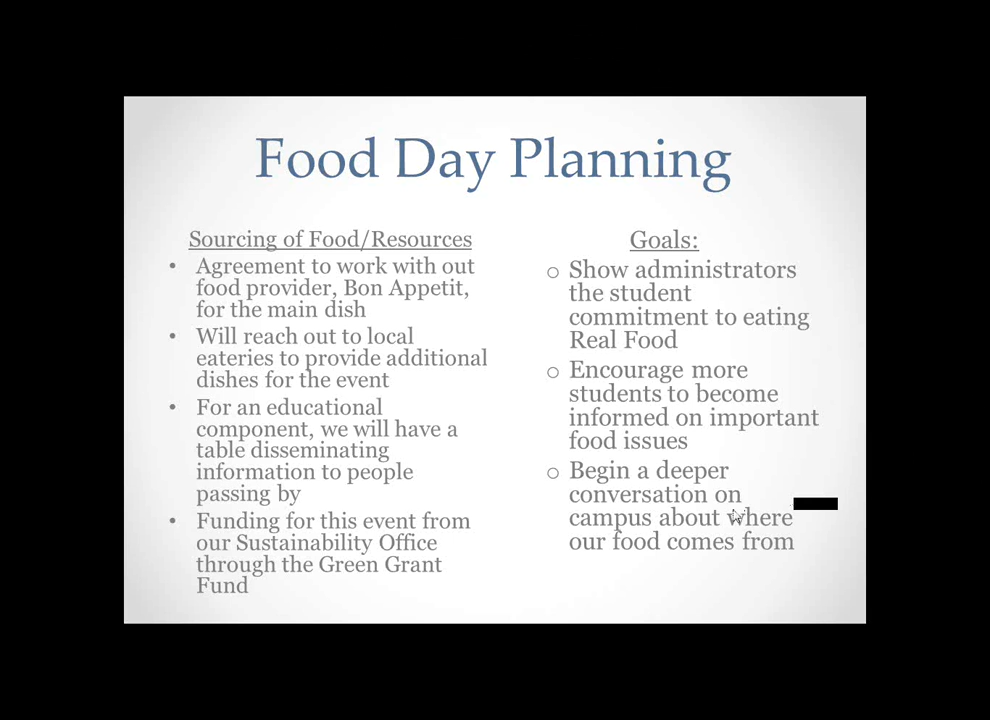 Food Day Planning
Sourcing of Food/Resources
• Agreement to work with out
food provider, Bon Appetit,
for the main dish
• Will reach out to local
eateries to provide additional
dishes for the event
• For an educational
component, we will have a
table disseminating
information to people
passing by
• Funding for this event from
our Sustainability Office
through the Green Grant
Fund
Goals:
o Show administrators
the student
commitment to eating
Real Food
o Encourage more
students to become
informed on important
food issues
o Begin a deeper
conversation on
campus about where
our food comes from